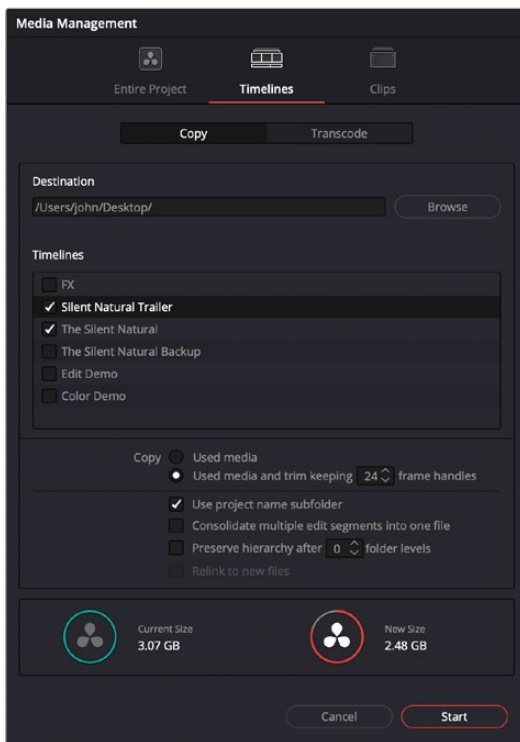 Media Management
Entire Project
Timelines
Clips
Copy
Transcode
Destination
/Users/john/Desktop/
Browse
Timelines
FX
Silent Natural Trailer
The Silent Natural
The Silent Natural Backup
Edit Demo
Color Demo
Copy Used media
Used media and trim keeping 24 frame handles
Use project name subfolder
Consolidate multiple edit segments into one file
Preserve hierarchy after 0 folder levels
Relink to new files
Current Size
3.07 GB
New Size
2.48 GB
Cancel
Start